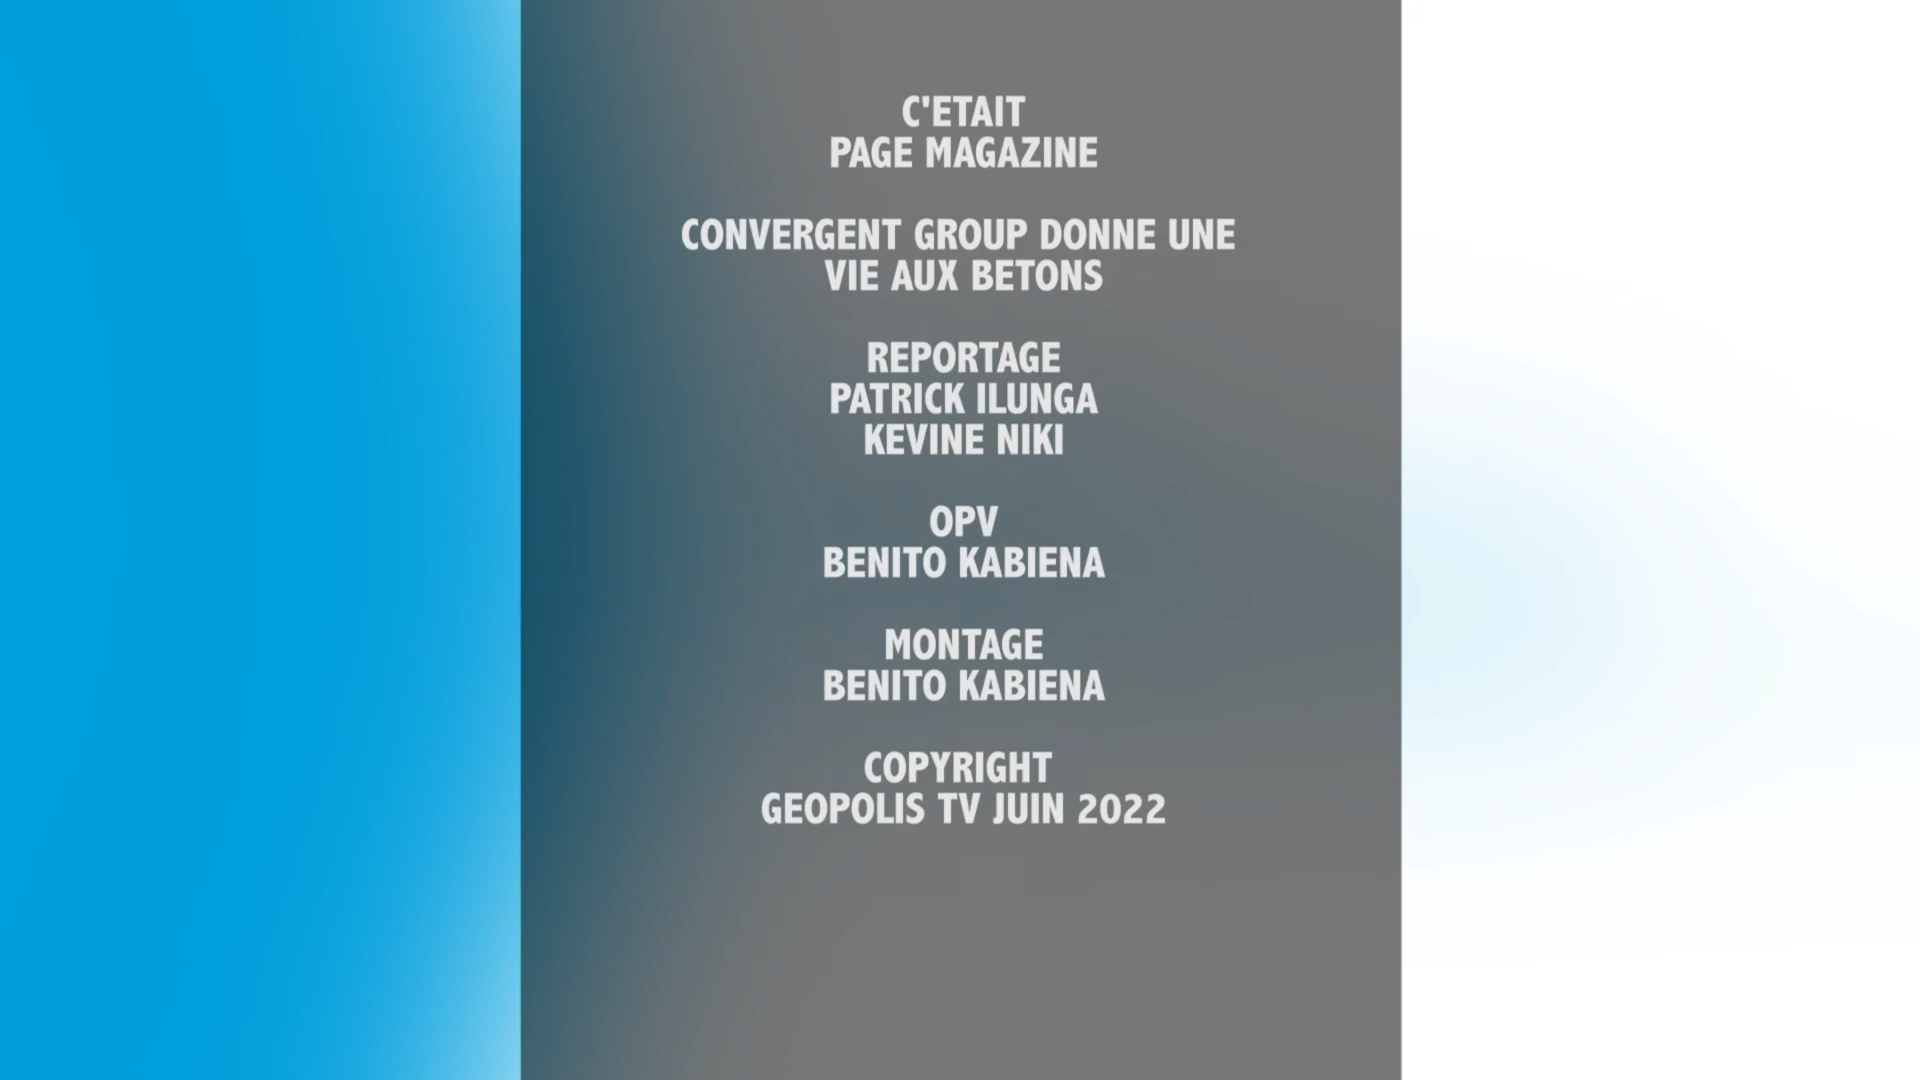 C'ETAIT
PAGE MAGAZINE
CONVERGENT GROUP DONNE UNE
VIE AUX BETONS
REPORTAGE
PATRICK ILUNGA
KEVINE NIKI
OPV
BENITO KABIENA
MONTAGE
BENITO KABIENA
COPYRIGHT
GEOPOLIS TV JUIN 2022